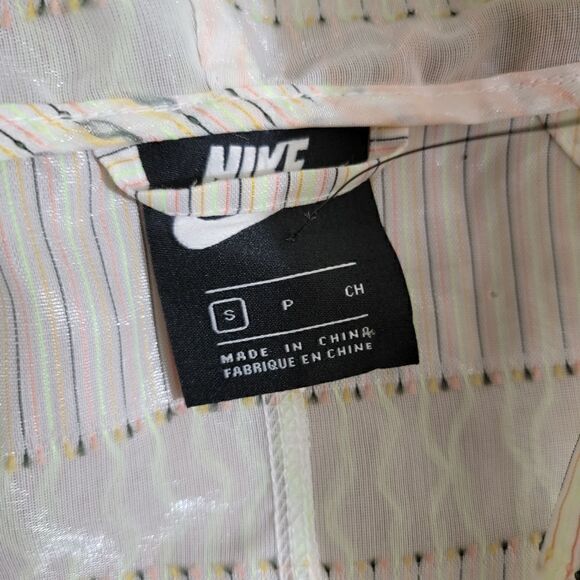 NIKE
S P CH
MADE IN CHINA
FABRIQUE EN CHINE